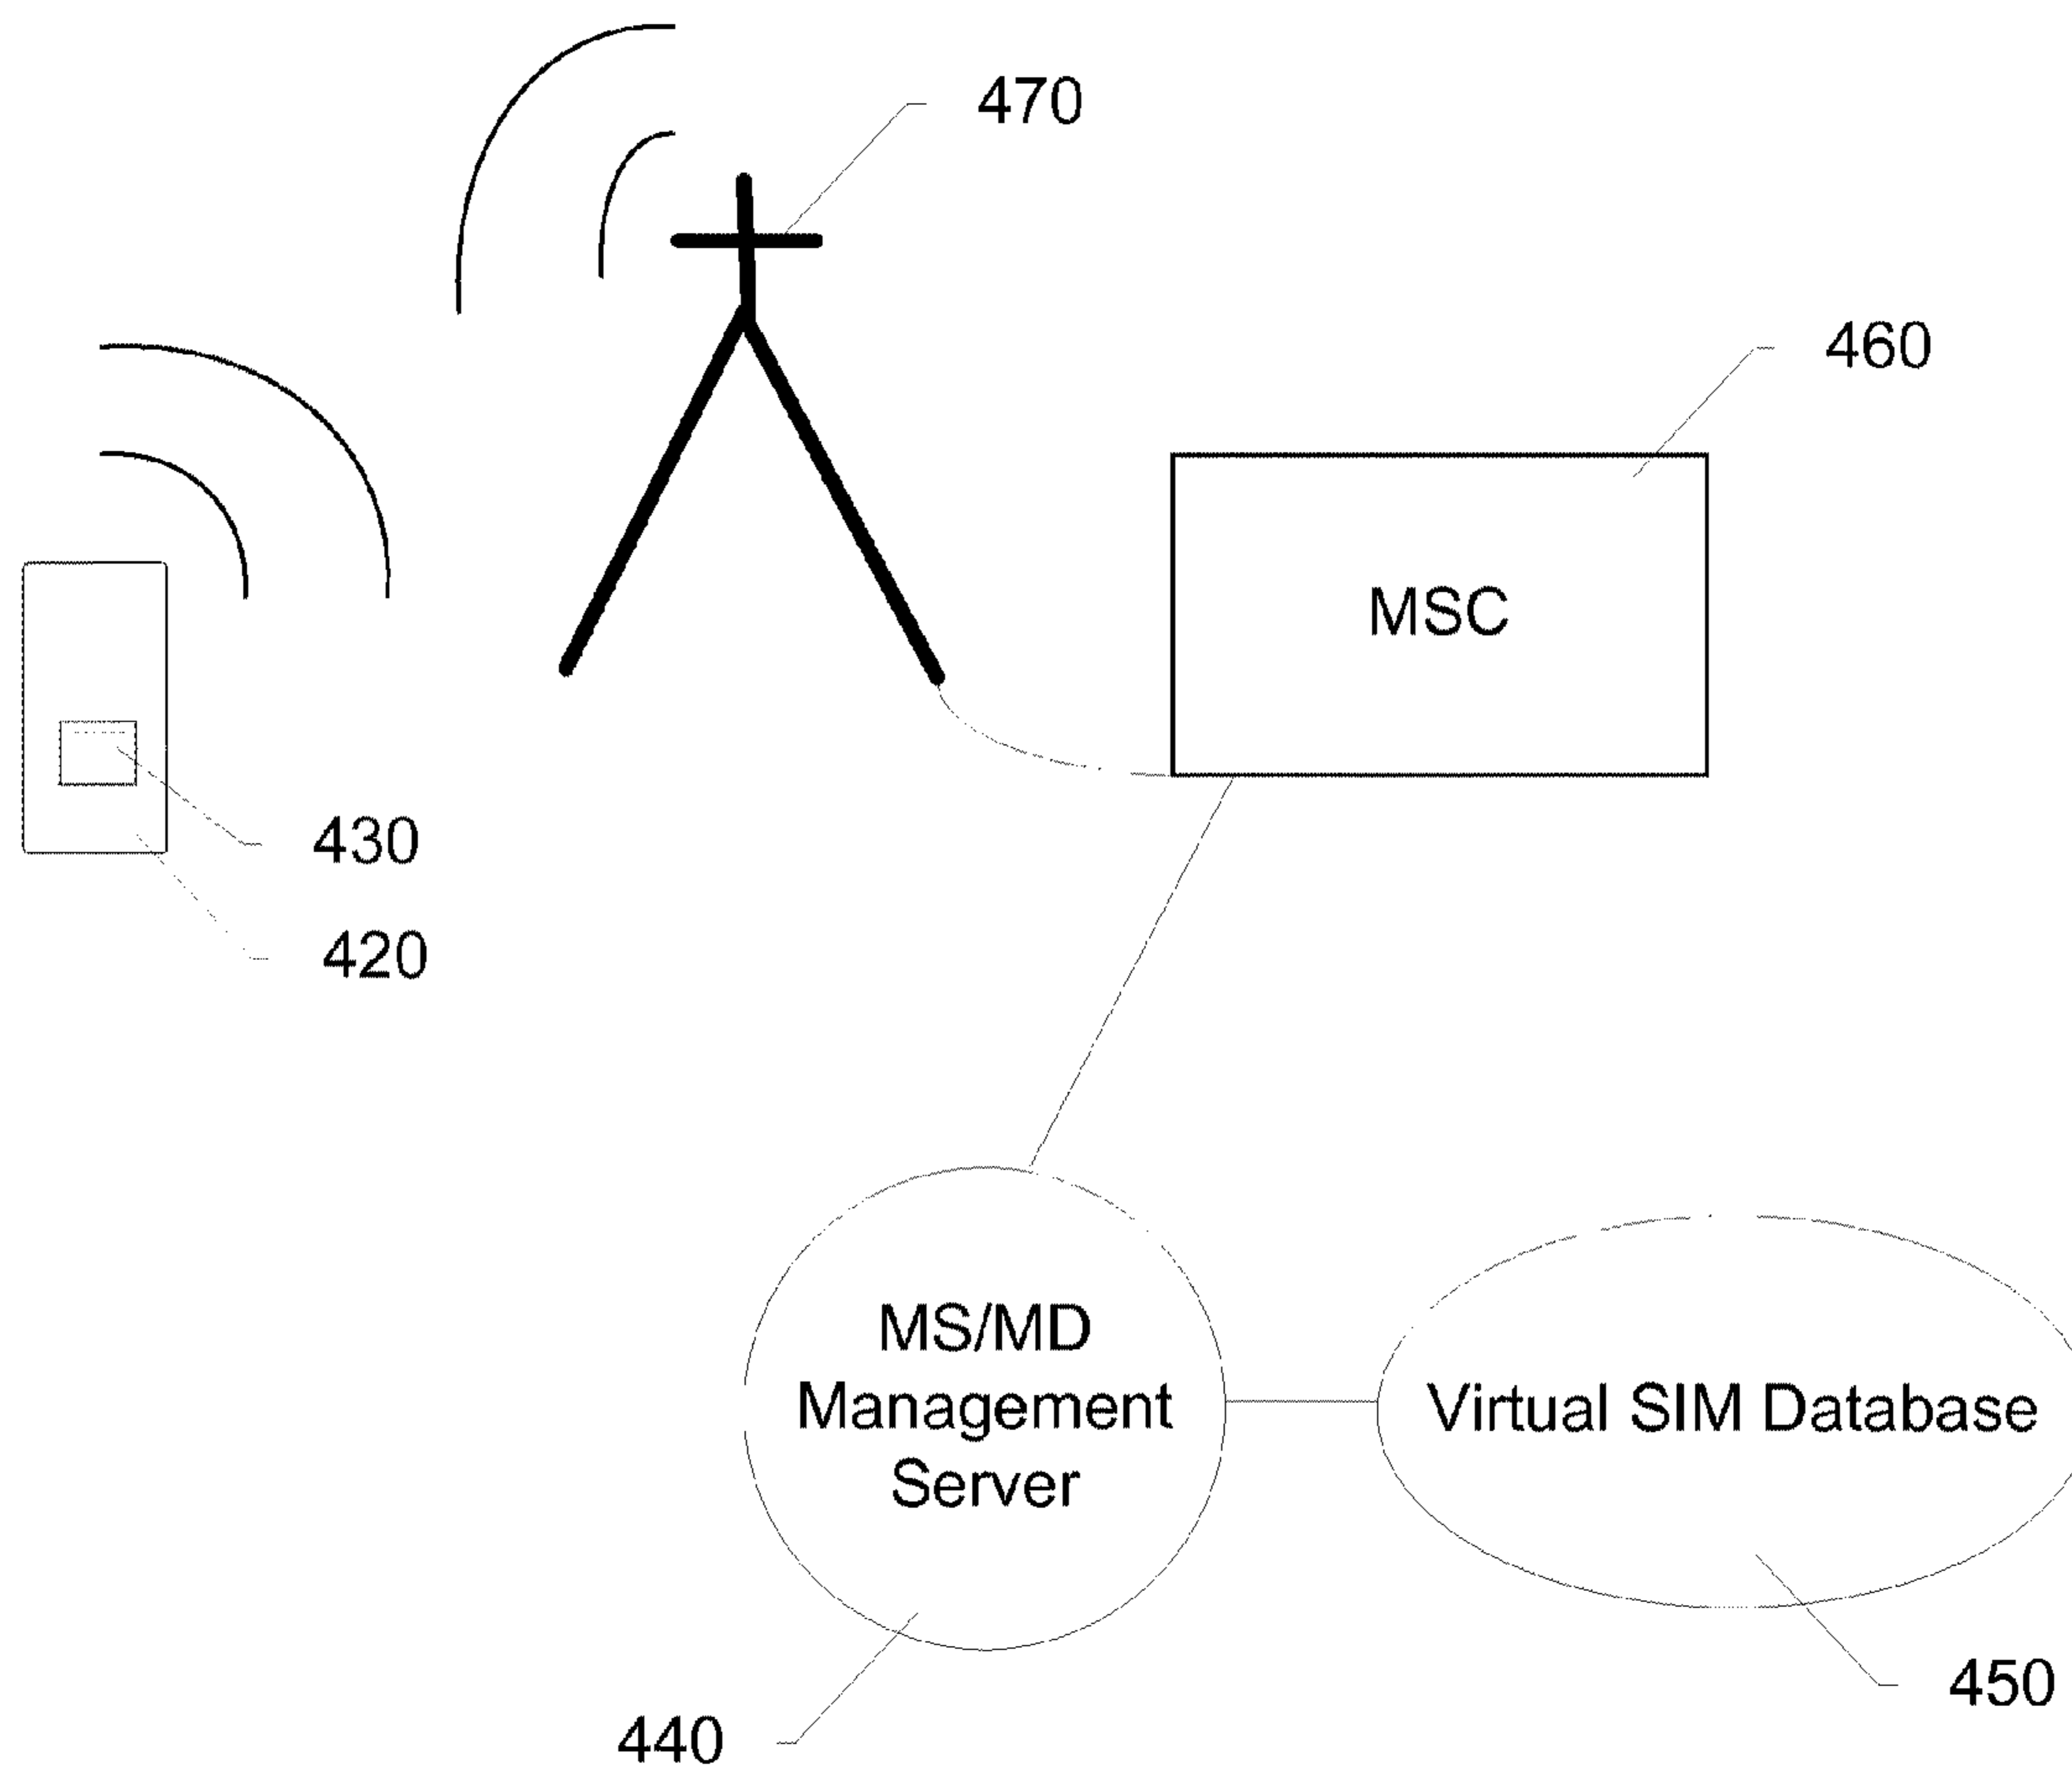 470
460
MSC
430
420
MS/MD
Management
Server
Virtual SIM Database
450
440